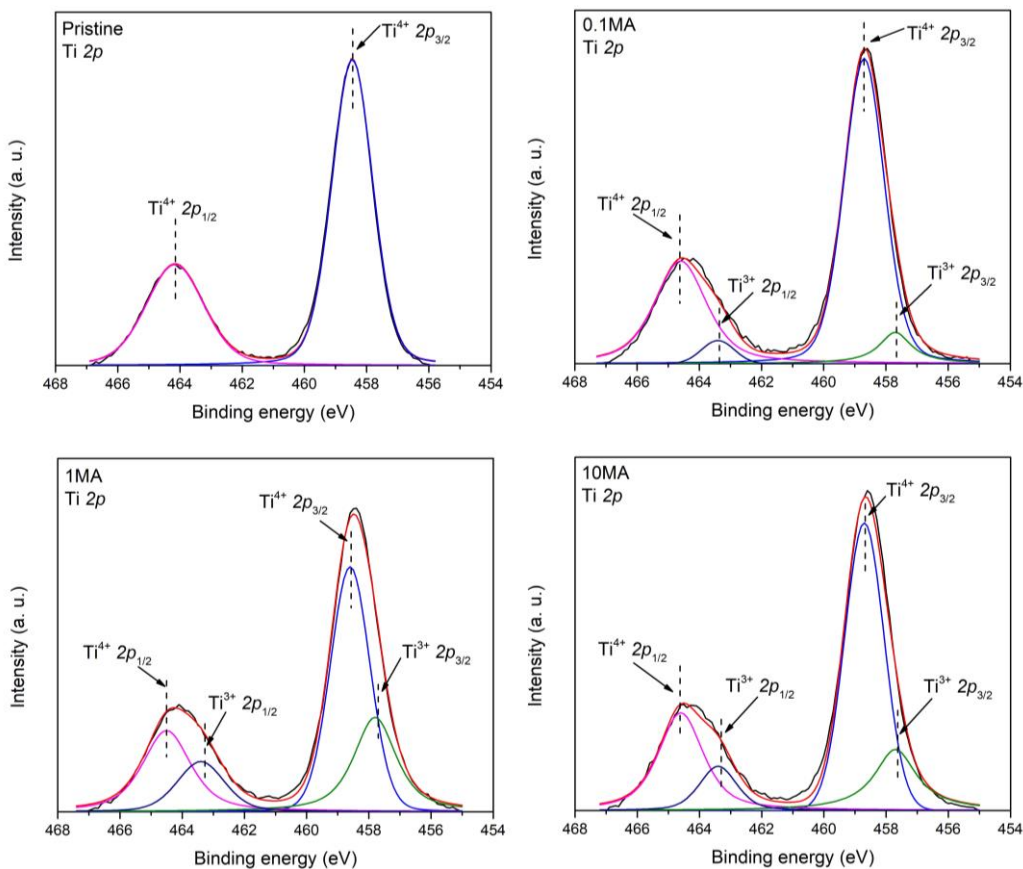 Pristine
Ti 2p
Ti⁴⁺ 2p₃/₂
Ti⁴⁺ 2p₁/₂
Intensity (a. u.)
468 466 464 462 460 458 456 454
Binding energy (eV)
0.1MA
Ti 2p
Ti⁴⁺ 2p₃/₂
Ti⁴⁺ 2p₁/₂
Ti³⁺ 2p₁/₂
Ti³⁺ 2p₃/₂
Intensity (a. u.)
468 466 464 462 460 458 456 454
Binding energy (eV)
1MA
Ti 2p
Ti⁴⁺ 2p₃/₂
Ti⁴⁺ 2p₁/₂
Ti³⁺ 2p₁/₂
Ti³⁺ 2p₃/₂
Intensity (a. u.)
468 466 464 462 460 458 456 454
Binding energy (eV)
10MA
Ti 2p
Ti⁴⁺ 2p₃/₂
Ti⁴⁺ 2p₁/₂
Ti³⁺ 2p₁/₂
Ti³⁺ 2p₃/₂
Intensity (a. u.)
468 466 464 462 460 458 456 454
Binding energy (eV)